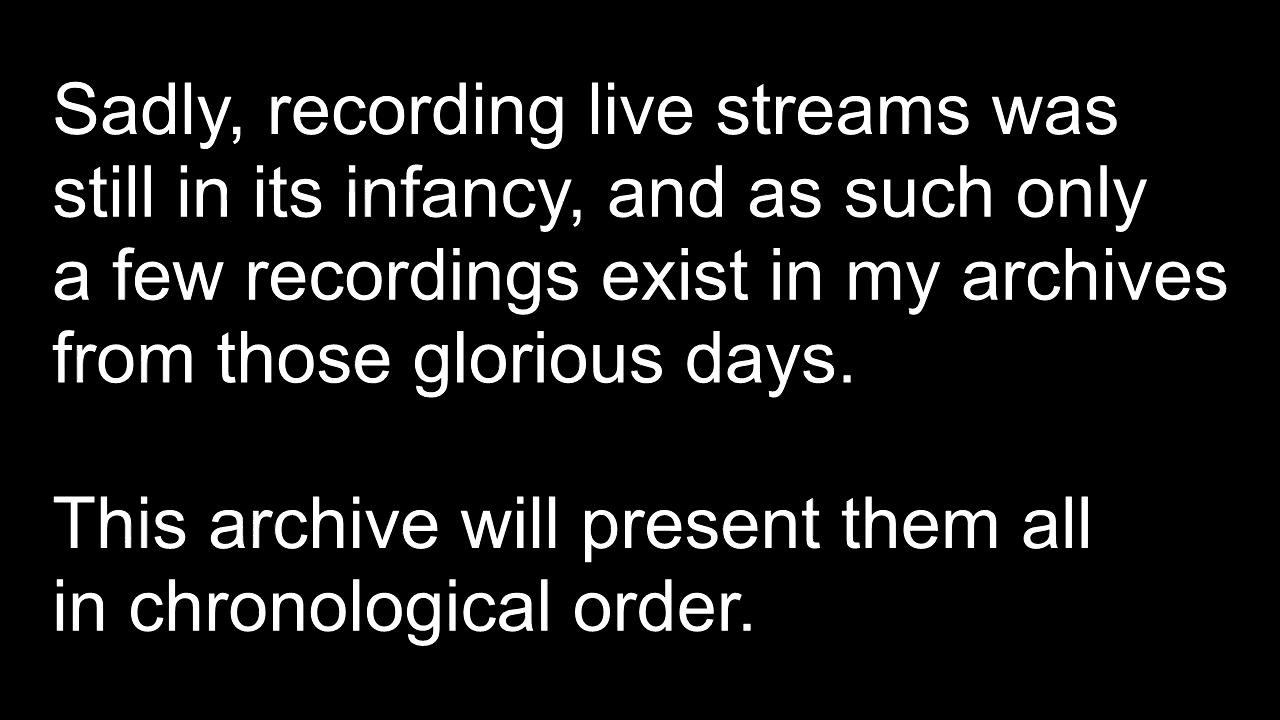 Sadly, recording live streams was
still in its infancy, and as such only
a few recordings exist in my archives
from those glorious days.
This archive will present them all
in chronological order.